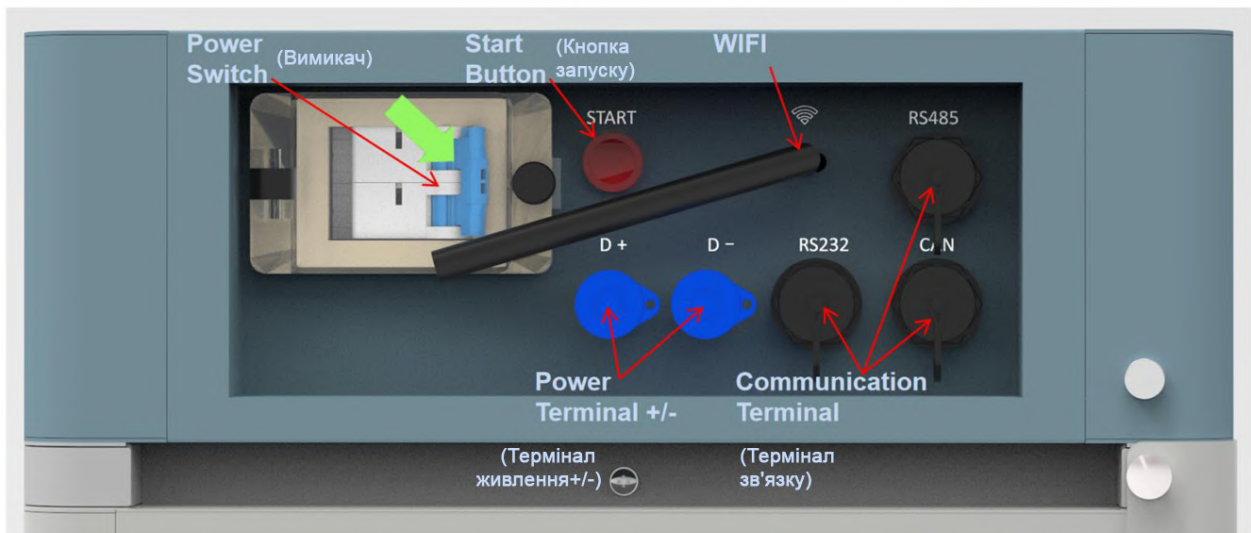 Power
Switch (Вимикач)
Start
Button
(Кнопка
запуску)
WIFI
START
RS485
D +
D −
RS232
CAN
Power
Terminal +/-
Communication
Terminal
(Термінал
живлення+/-)
(Термінал
зв'язку)